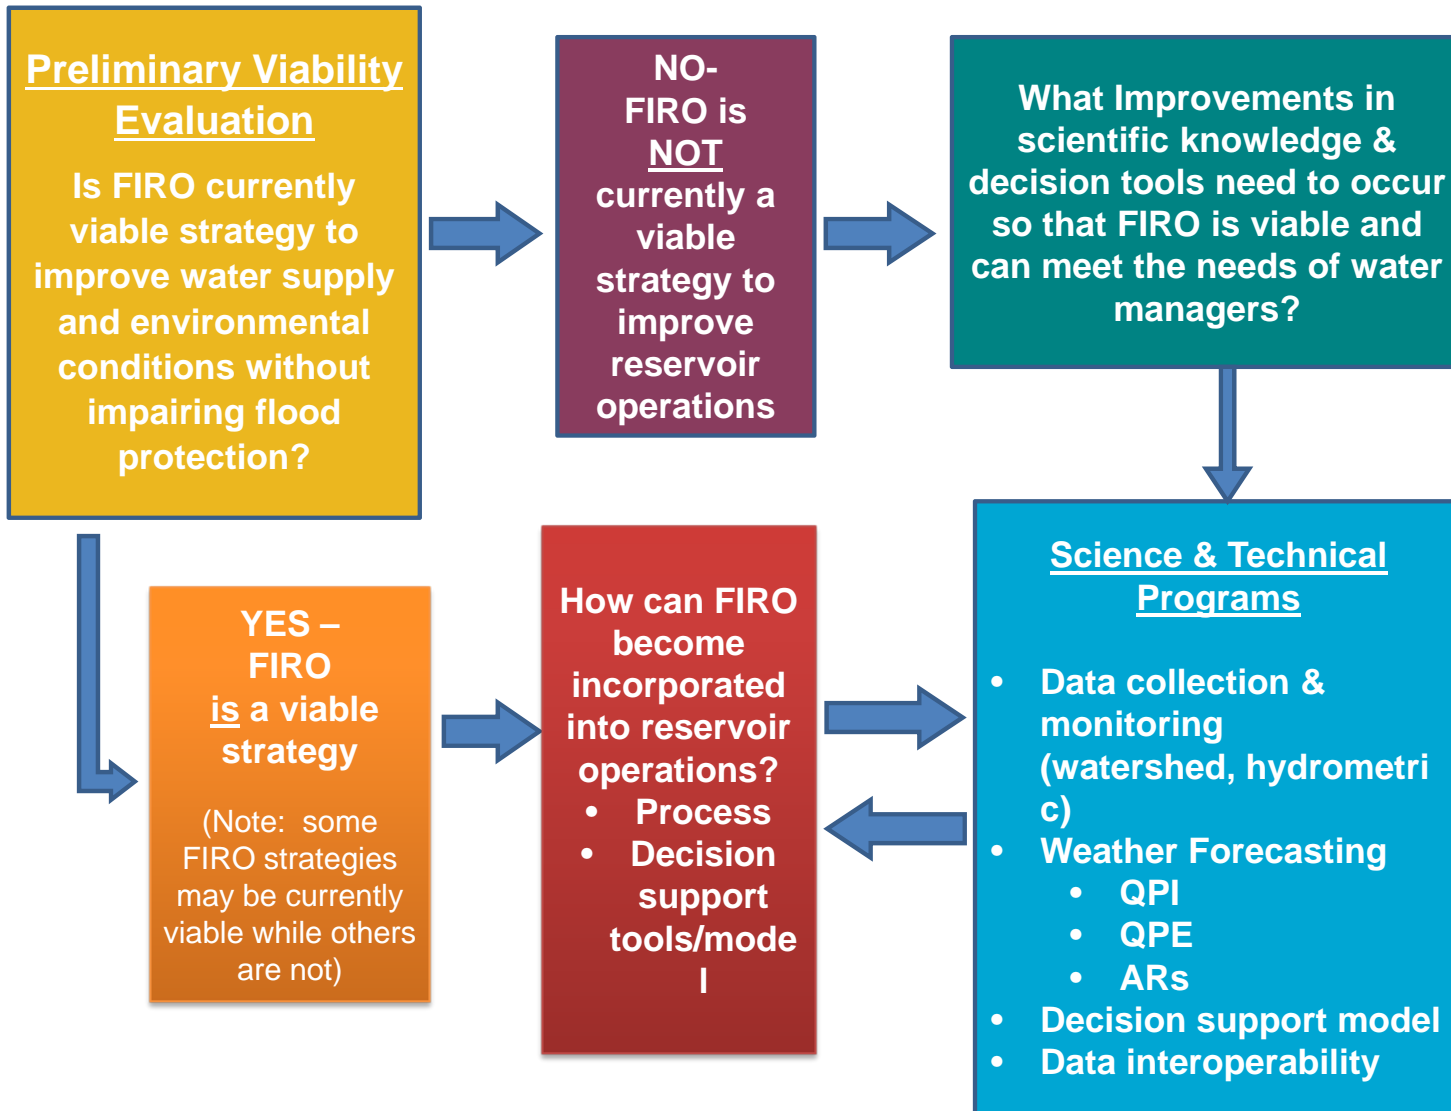 Preliminary Viability
Evaluation
Is FIRO currently
viable strategy to
improve water supply
and environmental
conditions without
impairing flood
protection?
NO-
FIRO is
NOT
currently a
viable
strategy to
improve
reservoir
operations
What Improvements in
scientific knowledge &
decision tools need to occur
so that FIRO is viable and
can meet the needs of water
managers?
YES –
FIRO
is a viable
strategy
(Note:  some
FIRO strategies
may be currently
viable while others
are not)
How can FIRO
become
incorporated
into reservoir
operations?
• Process
• Decision
support
tools/mode
l
Science & Technical
Programs
• Data collection &
monitoring
(watershed, hydrometri
c)
• Weather Forecasting
• QPI
• QPE
• ARs
• Decision support model
• Data interoperability